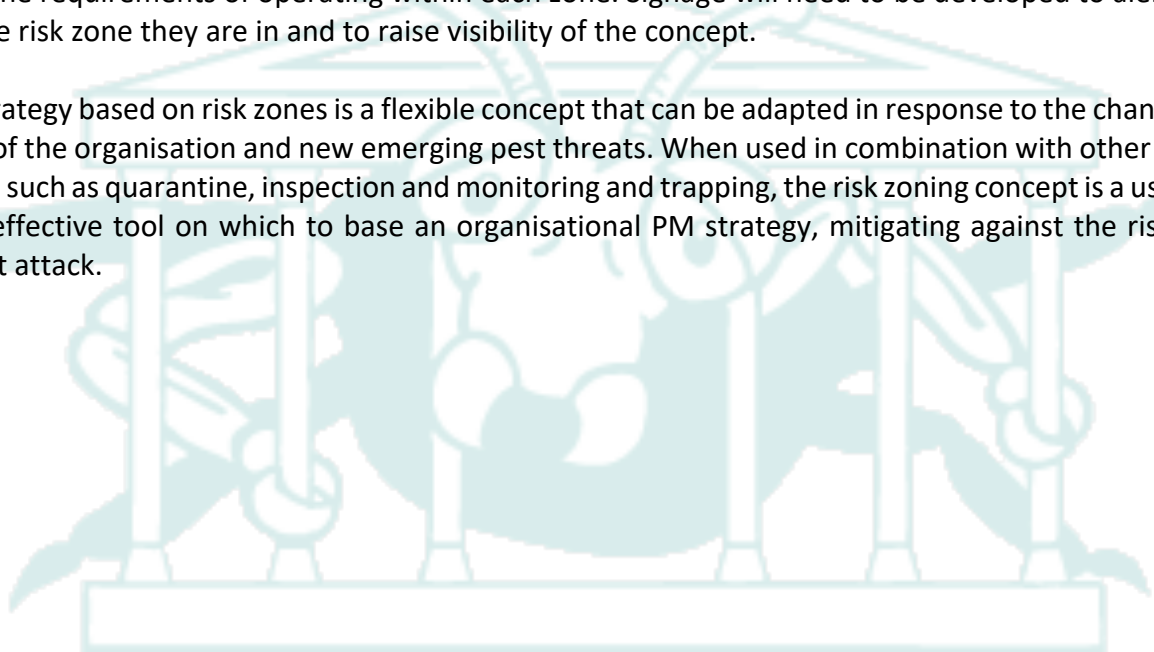 he requirements of operating within each zone. Signage will need to be developed to aler
e risk zone they are in and to raise visibility of the concept.
rategy based on risk zones is a flexible concept that can be adapted in response to the chan
of the organisation and new emerging pest threats. When used in combination with other
such as quarantine, inspection and monitoring and trapping, the risk zoning concept is a us
effective tool on which to base an organisational PM strategy, mitigating against the ris
t attack.